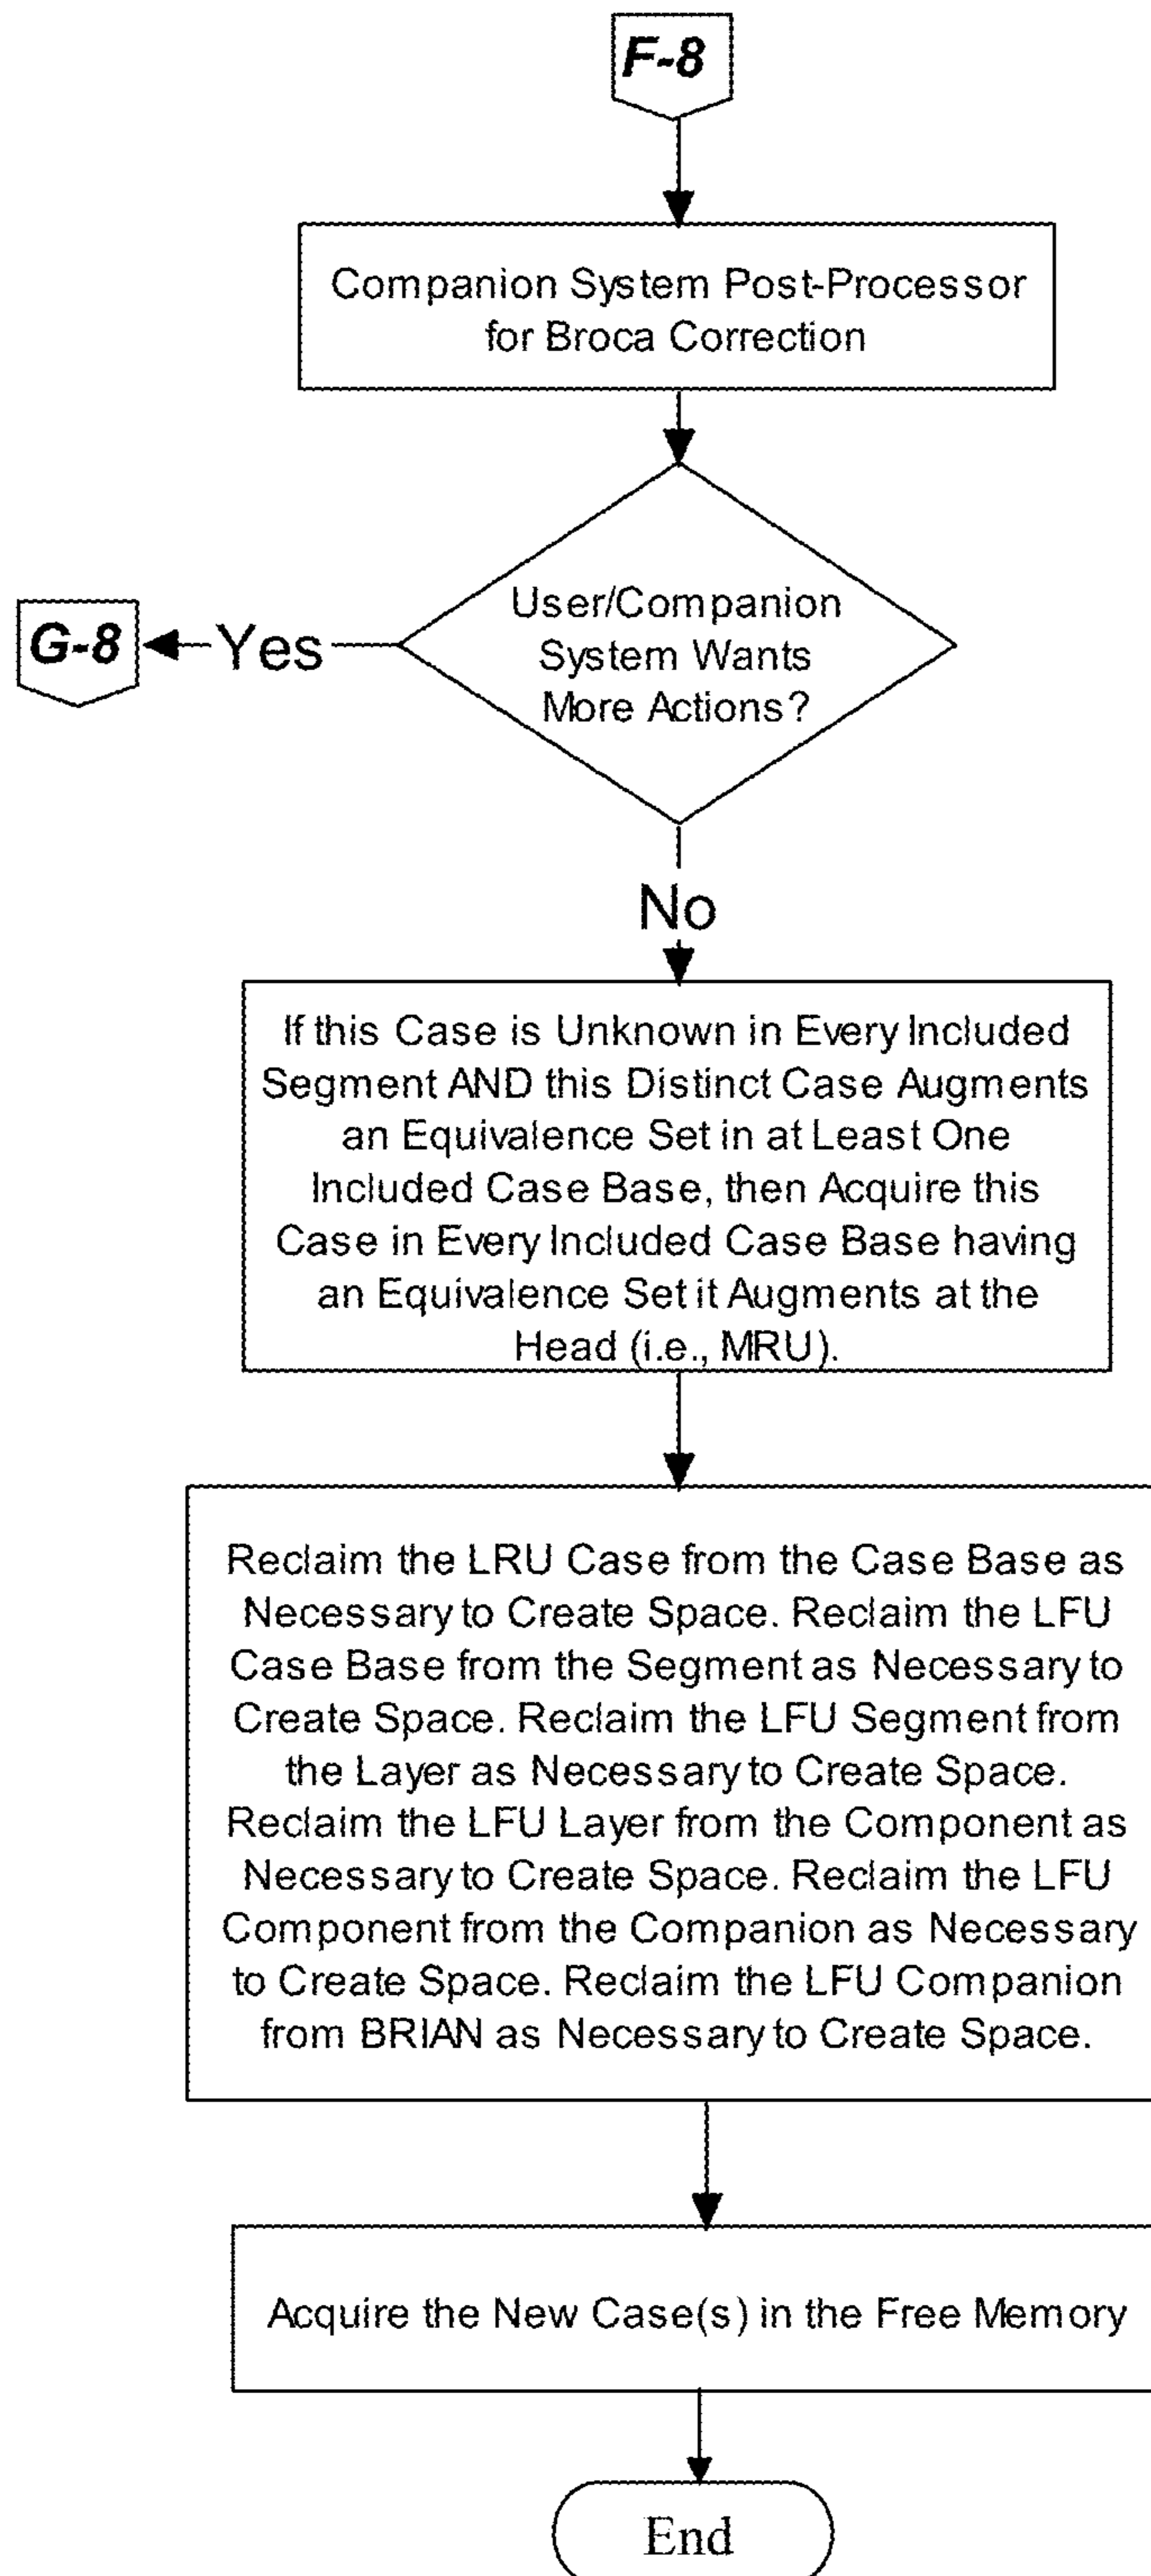 F-8
Companion System Post-Processor
for Broca Correction
User/Companion
System Wants
More Actions?
Yes
G-8
No
If this Case is Unknown in Every Included
Segment AND this Distinct Case Augments
an Equivalence Set in at Least One
Included Case Base, then Acquire this
Case in Every Included Case Base having
an Equivalence Set it Augments at the
Head (i.e., MRU).
Reclaim the LRU Case from the Case Base as
Necessary to Create Space. Reclaim the LFU
Case Base from the Segment as Necessary to
Create Space. Reclaim the LFU Segment from
the Layer as Necessary to Create Space.
Reclaim the LFU Layer from the Component as
Necessary to Create Space. Reclaim the LFU
Component from the Companion as Necessary
to Create Space. Reclaim the LFU Companion
from BRIAN as Necessary to Create Space.
Acquire the New Case(s) in the Free Memory
End